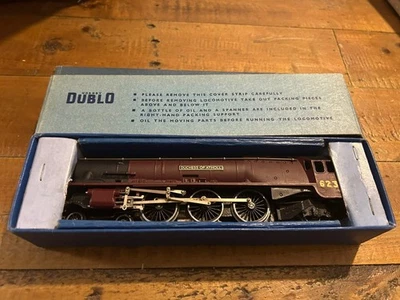 HORNBY
DUBLO
PLEASE REMOVE THIS COVER STRIP CAREFULLY
BEFORE REMOVING LOCOMOTIVE TAKE OUT PACKING PIECES
ABOVE AND BELOW IT
A BOTTLE OF OIL AND A SPANNER ARE INCLUDED IN THE
RIGHT-HAND PACKING SUPPORT
OIL THE MOVING PARTS BEFORE RUNNING THE LOCOMOTIVE
DUCHESS OF ATHOLL
623